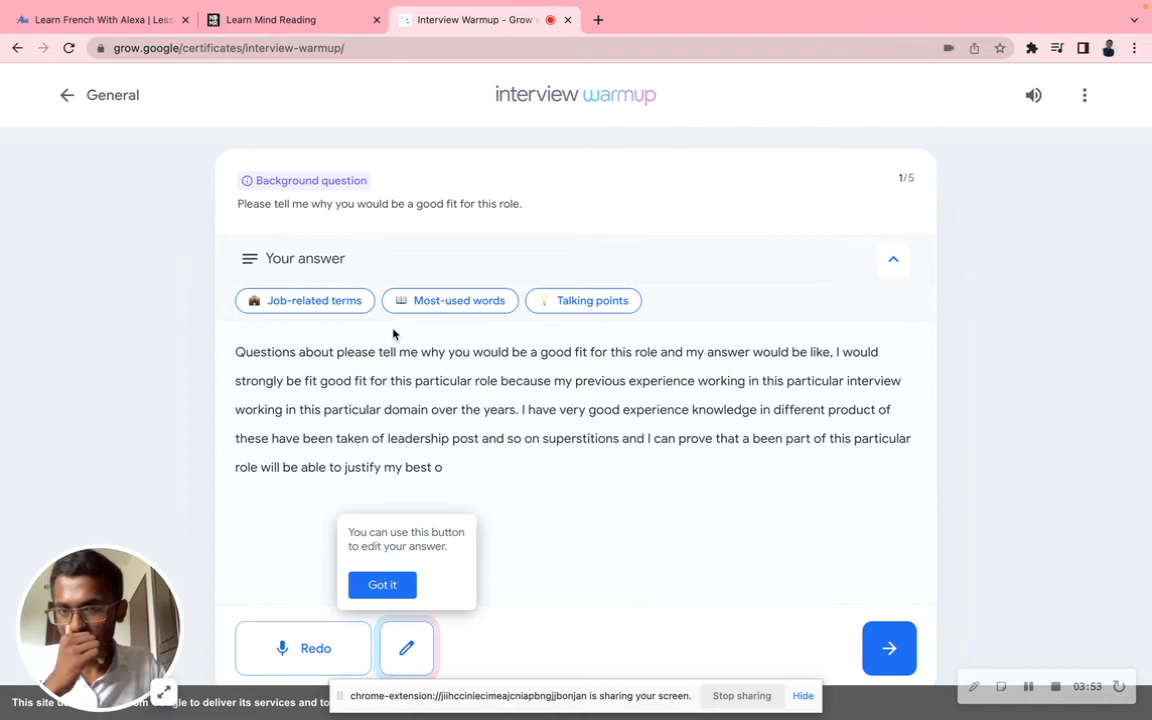 Learn French With Alexa | Less
Learn Mind Reading
Interview Warmup - Grow w
grow.google/certificates/interview-warmup/
General
interview warmup
Background question
1/5
Please tell me why you would be a good fit for this role.
Your answer
Job-related terms
Most-used words
Talking points
Questions about please tell me why you would be a good fit for this role and my answer would be like, I would
strongly be fit good fit for this particular role because my previous experience working in this particular interview
working in this particular domain over the years. I have very good experience knowledge in different product of
these have been taken of leadership post and so on superstitions and I can prove that a been part of this particular
role will be able to justify my best o
You can use this button
to edit your answer.
Got it
Redo
chrome-extension://jiihcciniecimeajcniapbngjjbonjan is sharing your screen.
Stop sharing
Hide
03:53
This site
to deliver its services and to